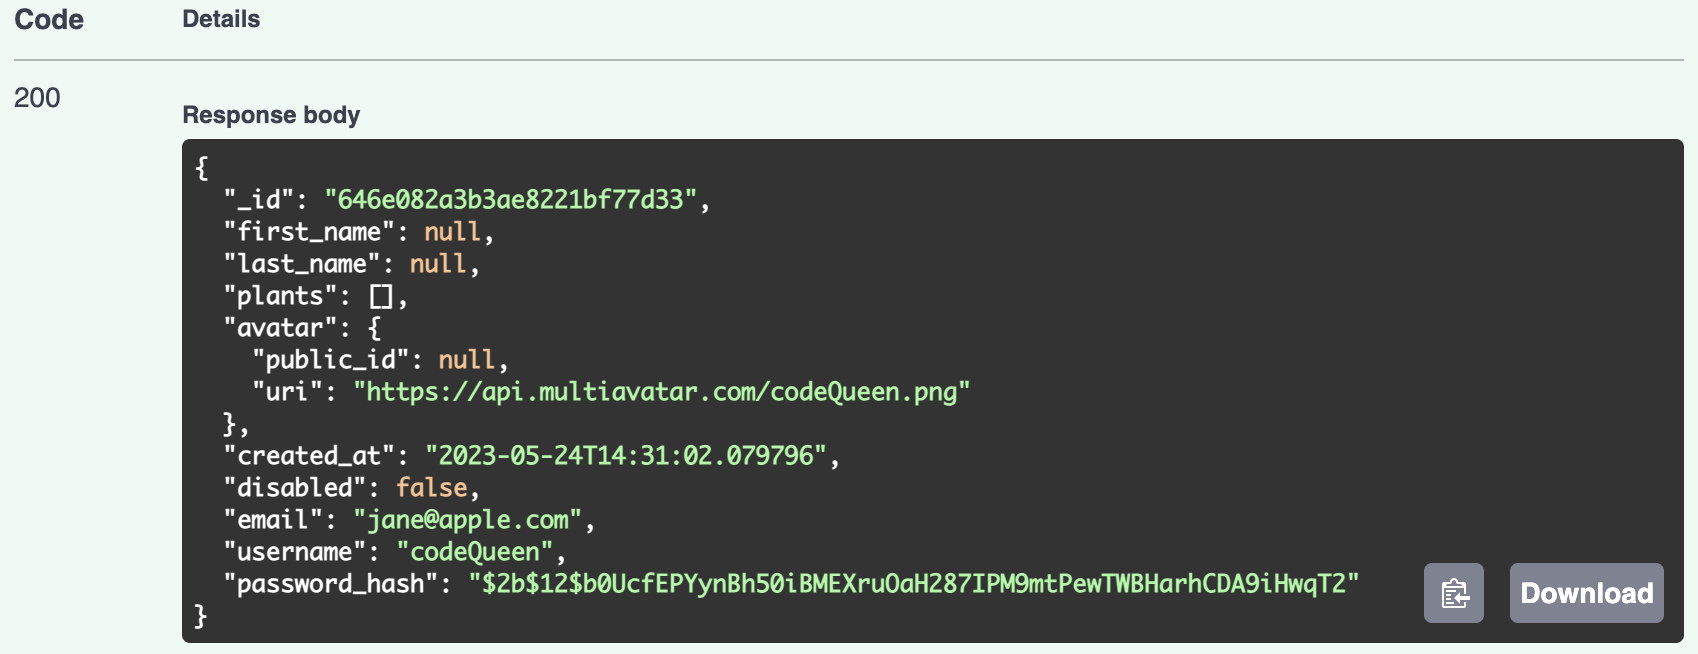 Code Details
200
Response body
{
  "_id": "646e082a3b3ae8221bf77d33",
  "first_name": null,
  "last_name": null,
  "plants": [],
  "avatar": {
    "public_id": null,
    "uri": "https://api.multiavatar.com/codeQueen.png"
  },
  "created_at": "2023-05-24T14:31:02.079796",
  "disabled": false,
  "email": "jane@apple.com",
  "username": "codeQueen",
  "password_hash": "$2b$12$b0UcfEPYynBh50iBMEXruOaH287IPM9mtPewTWBHarhCDA9iHwqT2"
}
Download